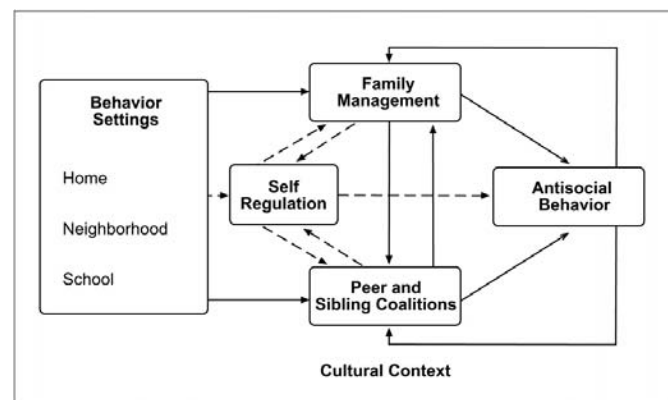 Behavior
Settings
Home
Neighborhood
School
Family
Management
Self
Regulation
Peer and
Sibling Coalitions
Antisocial
Behavior
Cultural Context